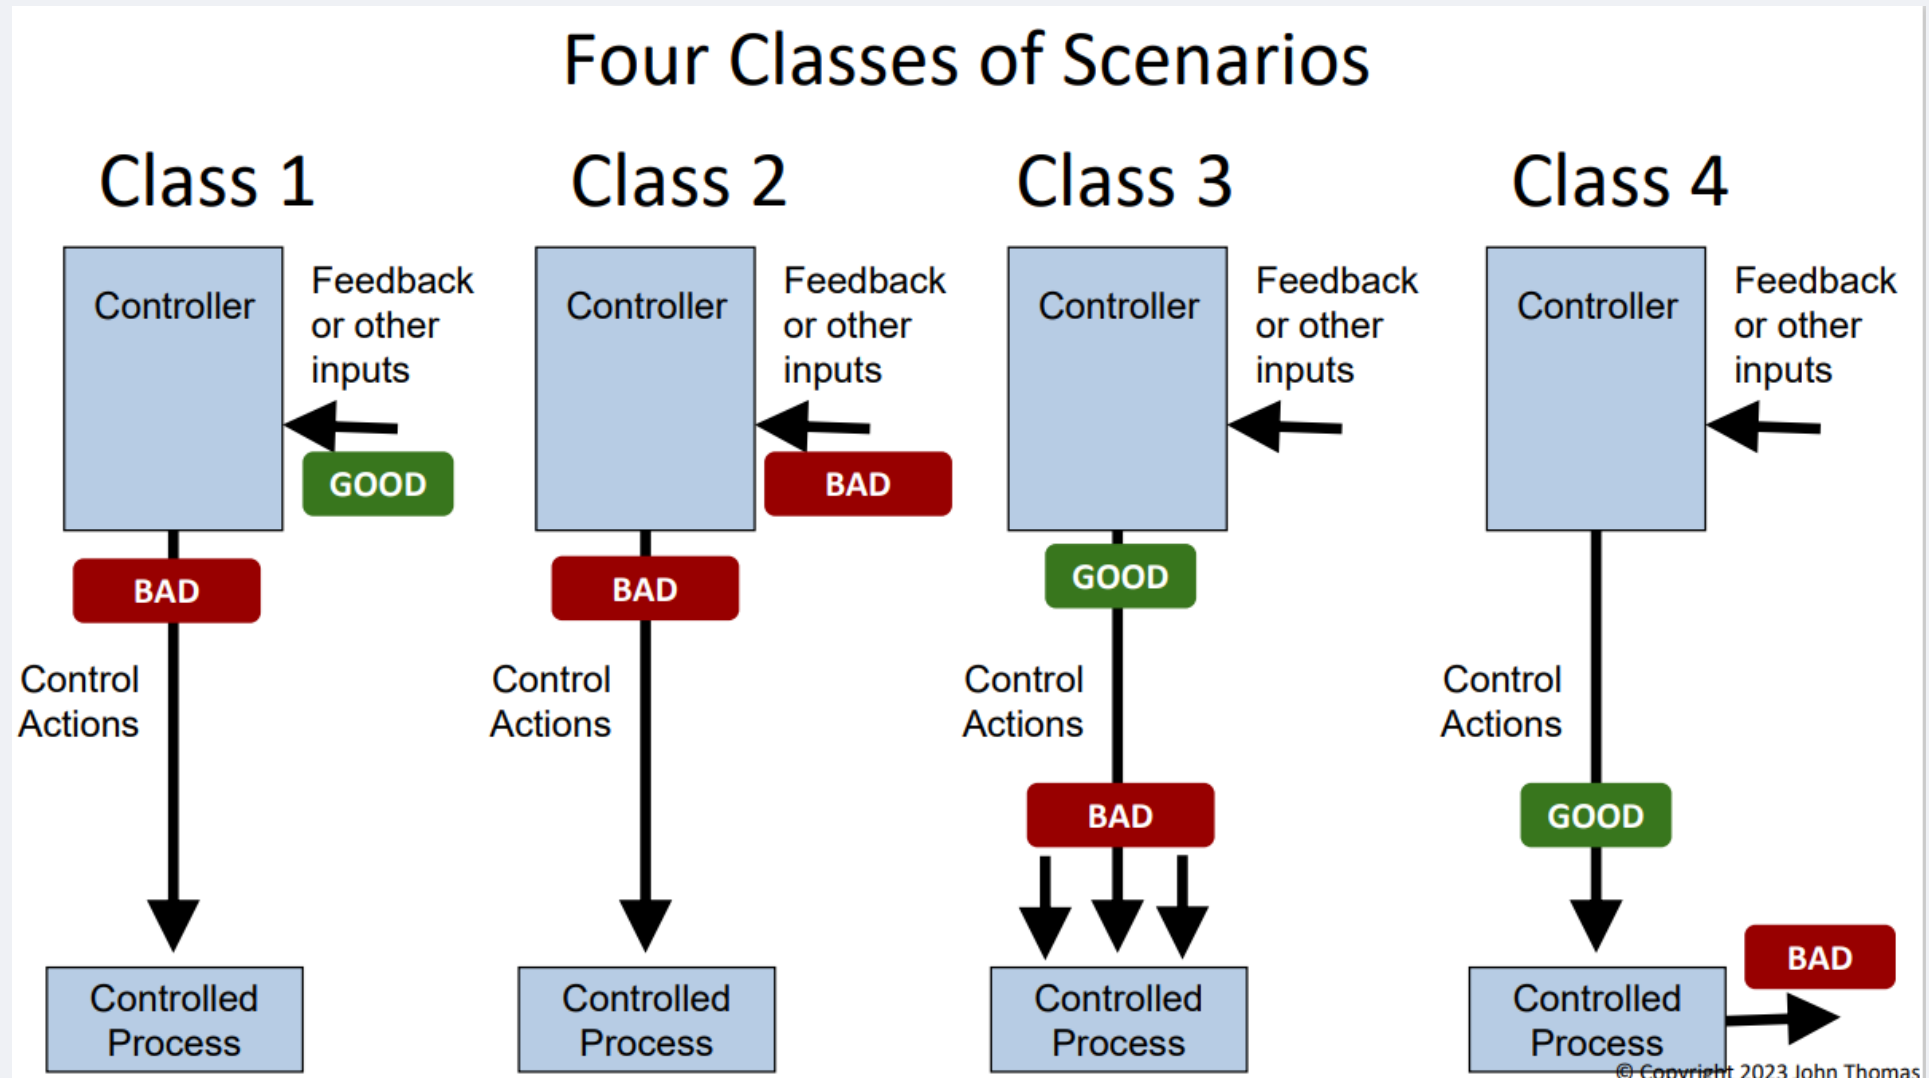 Four Classes of Scenarios
Class 1
Controller
Feedback
or other
inputs
GOOD
BAD
Control
Actions
Controlled
Process
Class 2
Controller
Feedback
or other
inputs
BAD
BAD
Control
Actions
Controlled
Process
Class 3
Controller
Feedback
or other
inputs
GOOD
Control
Actions
BAD
Controlled
Process
Class 4
Controller
Feedback
or other
inputs
Control
Actions
GOOD
BAD
Controlled
Process
© Copyright 2023 John Thomas